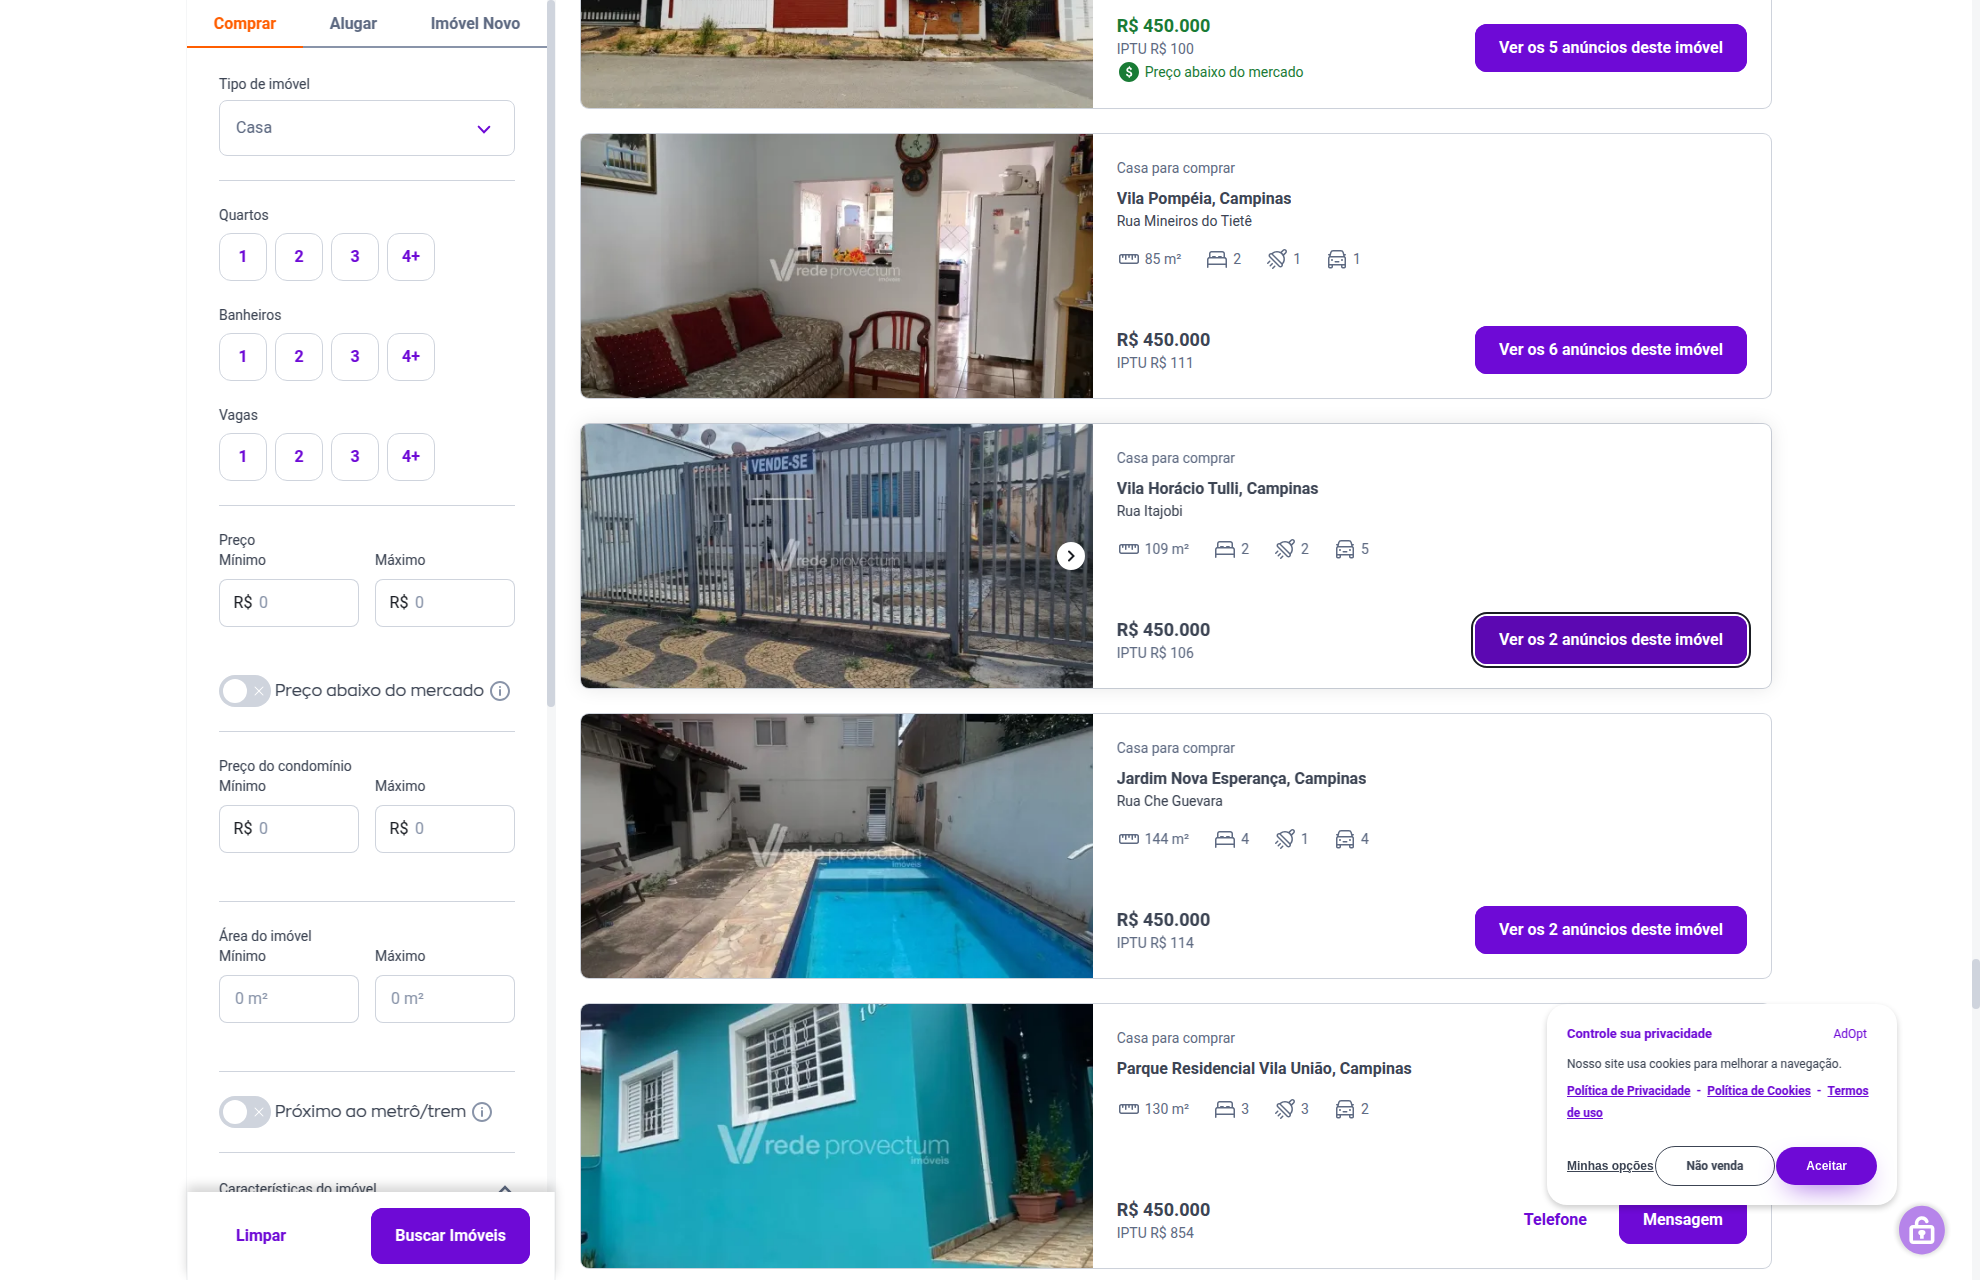 Comprar
Alugar
Imóvel Novo
Tipo de imóvel
Casa
Quartos
1
2
3
4+
Banheiros
1
2
3
4+
Vagas
1
2
3
4+
Preço
Mínimo
Máximo
R$ 0
R$ 0
Preço abaixo do mercado
Preço do condomínio
Mínimo
Máximo
R$ 0
R$ 0
Área do imóvel
Mínimo
Máximo
0 m²
0 m²
Próximo ao metrô/trem
Características do imóvel
Limpar
Buscar Imóveis
R$ 450.000
IPTU R$ 100
Preço abaixo do mercado
Ver os 5 anúncios deste imóvel
rede provectum
imóveis
Casa para comprar
Vila Pompéia, Campinas
Rua Mineiros do Tietê
85 m²
2
1
1
R$ 450.000
IPTU R$ 111
Ver os 6 anúncios deste imóvel
VENDE-SE
rede provectum
Casa para comprar
Vila Horácio Tulli, Campinas
Rua Itajobi
109 m²
2
2
5
R$ 450.000
IPTU R$ 106
Ver os 2 anúncios deste imóvel
rede provectum
imóveis
Casa para comprar
Jardim Nova Esperança, Campinas
Rua Che Guevara
144 m²
4
1
4
R$ 450.000
IPTU R$ 114
Ver os 2 anúncios deste imóvel
rede provectum
imóveis
Casa para comprar
Parque Residencial Vila União, Campinas
130 m²
3
3
2
R$ 450.000
IPTU R$ 854
Telefone
Mensagem
Controle sua privacidade
AdOpt
Nosso site usa cookies para melhorar a navegação.
Política de Privacidade - Política de Cookies - Termos
de uso
Minhas opções
Não venda
Aceitar